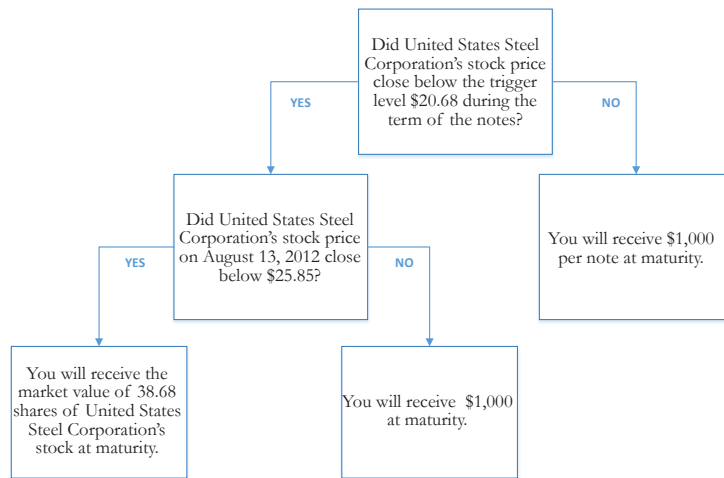 Did United States Steel
Corporation's stock price
close below the trigger
level $20.68 during the
term of the notes?
YES
NO
Did United States Steel
Corporation's stock price
on August 13, 2012 close
below $25.85?
You will receive $1,000
per note at maturity.
YES
NO
You will receive the
market value of 38.68
shares of United States
Steel Corporation's
stock at maturity.
You will receive $1,000
at maturity.